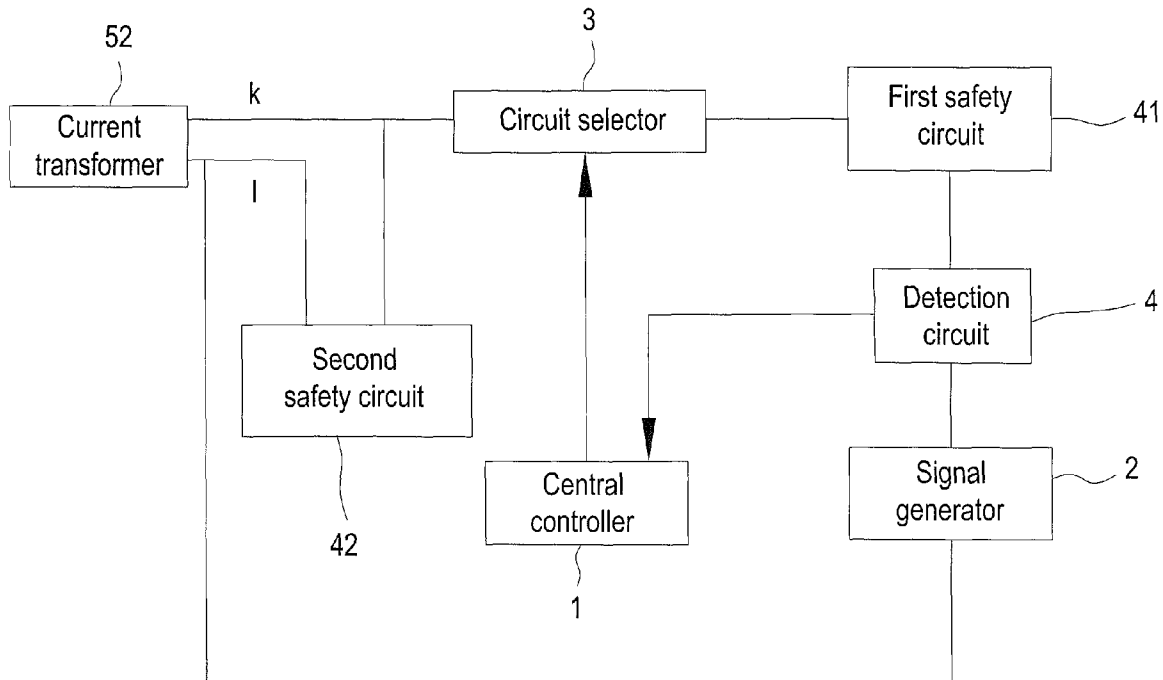 52
3
k
Current
transformer
Circuit selector
First safety
circuit
41
l
Detection
circuit
4
Second
safety circuit
42
Central
controller
1
Signal
generator
2